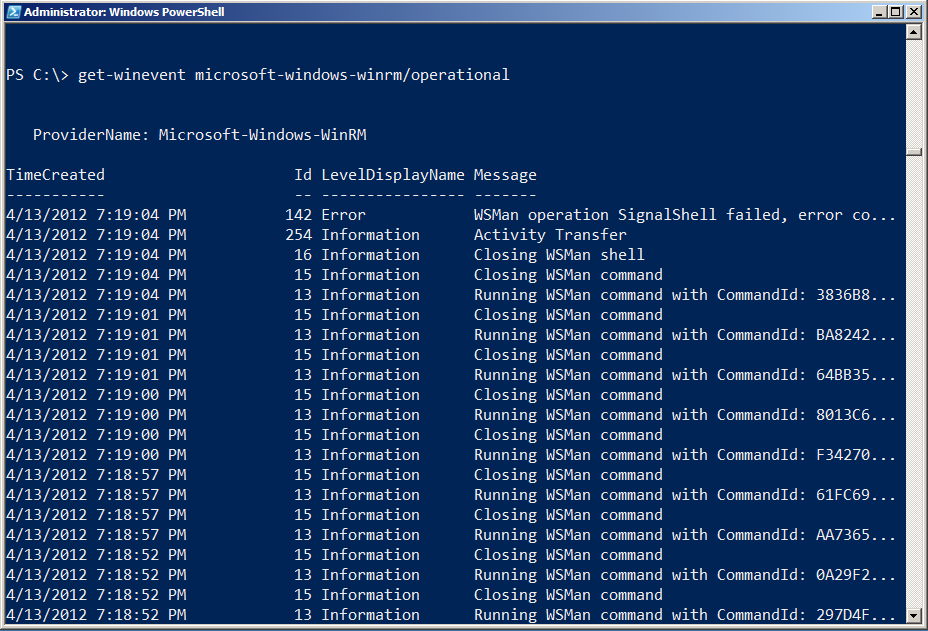 Administrator: Windows PowerShell
PS C:\> get-winevent microsoft-windows-winrm/operational
ProviderName: Microsoft-Windows-WinRM
TimeCreated Id LevelDisplayName Message
----------- -- ---------------- -------
4/13/2012 7:19:04 PM 142 Error WSMan operation SignalShell failed, error co...
4/13/2012 7:19:04 PM 254 Information Activity Transfer
4/13/2012 7:19:04 PM 16 Information Closing WSMan shell
4/13/2012 7:19:04 PM 15 Information Closing WSMan command
4/13/2012 7:19:04 PM 13 Information Running WSMan command with CommandId: 3836B8...
4/13/2012 7:19:01 PM 15 Information Closing WSMan command
4/13/2012 7:19:01 PM 13 Information Running WSMan command with CommandId: BA8242...
4/13/2012 7:19:01 PM 15 Information Closing WSMan command
4/13/2012 7:19:01 PM 13 Information Running WSMan command with CommandId: 64BB35...
4/13/2012 7:19:00 PM 15 Information Closing WSMan command
4/13/2012 7:19:00 PM 13 Information Running WSMan command with CommandId: 8013C6...
4/13/2012 7:19:00 PM 15 Information Closing WSMan command
4/13/2012 7:19:00 PM 13 Information Running WSMan command with CommandId: F34270...
4/13/2012 7:18:57 PM 15 Information Closing WSMan command
4/13/2012 7:18:57 PM 13 Information Running WSMan command with CommandId: 61FC69...
4/13/2012 7:18:57 PM 15 Information Closing WSMan command
4/13/2012 7:18:57 PM 13 Information Running WSMan command with CommandId: AA7365...
4/13/2012 7:18:52 PM 15 Information Closing WSMan command
4/13/2012 7:18:52 PM 13 Information Running WSMan command with CommandId: 0A29F2...
4/13/2012 7:18:52 PM 15 Information Closing WSMan command
4/13/2012 7:18:52 PM 13 Information Running WSMan command with CommandId: 297D4F...